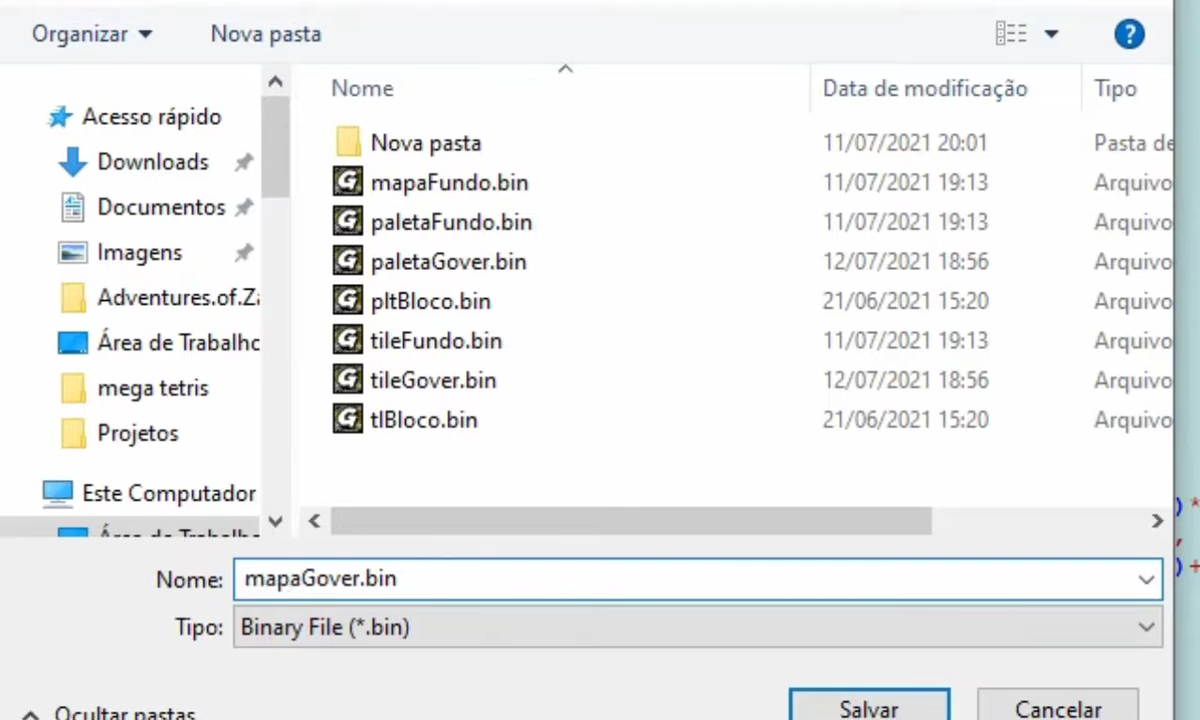 Organizar Nova pasta
Nome Data de modificação Tipo
Acesso rápido
Downloads
Documentos
Imagens
Adventures.of.Za
Área de Trabalho
mega tetris
Projetos
Este Computador
Área de Trabalho
Nova pasta 11/07/2021 20:01 Pasta de
mapaFundo.bin 11/07/2021 19:13 Arquivo
paletaFundo.bin 11/07/2021 19:13 Arquivo
paletaGover.bin 12/07/2021 18:56 Arquivo
pltBloco.bin 21/06/2021 15:20 Arquivo
tileFundo.bin 11/07/2021 19:13 Arquivo
tileGover.bin 12/07/2021 18:56 Arquivo
tlBloco.bin 21/06/2021 15:20 Arquivo
Nome: mapaGover.bin
Tipo: Binary File (*.bin)
Ocultar pastas Salvar Cancelar
)*
,
)+